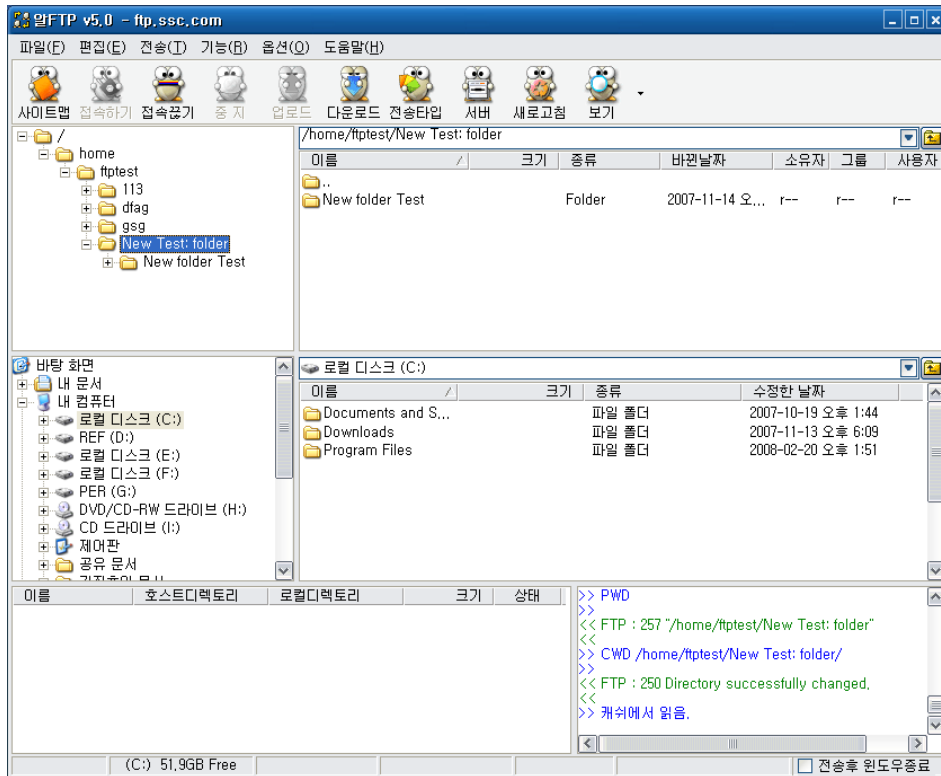 알FTP v5.0 - ftp.ssc.com
파일(F) 편집(E) 전송(T) 기능(R) 옵션(O) 도움말(H)
사이트맵 접속하기 접속끊기 중 지 업로드 다운로드 전송타입 서버 새로고침 보기
/
home
ftptest
113
dfag
gsg
New Test: folder
New folder Test
/home/ftptest/New Test: folder
이름 크기 종류 바뀐날짜 소유자 그룹 사용자
..
New folder Test Folder 2007-11-14 오... r-- r-- r--
바탕 화면
내 문서
내 컴퓨터
로컬 디스크 (C:)
REF (D:)
로컬 디스크 (E:)
로컬 디스크 (F:)
PER (G:)
DVD/CD-RW 드라이브 (H:)
CD 드라이브 (I:)
제어판
공유 문서
로컬 디스크 (C:)
이름 크기 종류 수정한 날짜
Documents and S... 파일 폴더 2007-10-19 오후 1:44
Downloads 파일 폴더 2007-11-13 오후 6:09
Program Files 파일 폴더 2008-02-20 오후 1:51
이름 호스트디렉토리 로컬디렉토리 크기 상태
>> PWD
>>
<< FTP : 257 "/home/ftptest/New Test: folder"
<<
>> CWD /home/ftptest/New Test: folder/
>>
<< FTP : 250 Directory successfully changed.
<<
>> 캐쉬에서 읽음.
(C:) 51.9GB Free
전송후 윈도우종료